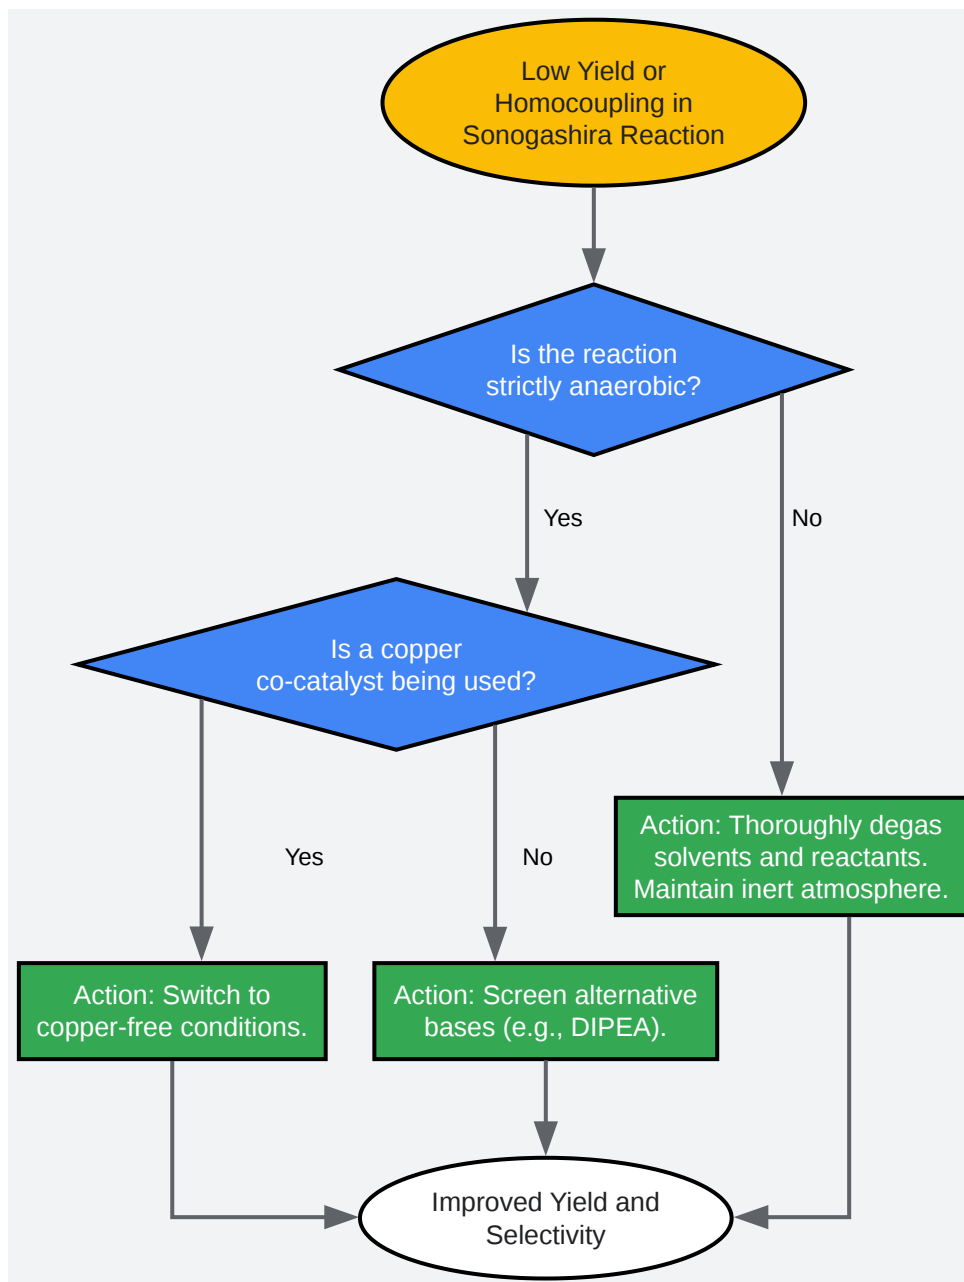 Low Yield or
Homocoupling in
Sonogashira Reaction
Is the reaction
strictly anaerobic?
Yes
No
Is a copper
co-catalyst being used?
Yes
No
Action: Thoroughly degas
solvents and reactants.
Maintain inert atmosphere.
Action: Switch to
copper-free conditions.
Action: Screen alternative
bases (e.g., DIPEA).
Improved Yield and
Selectivity